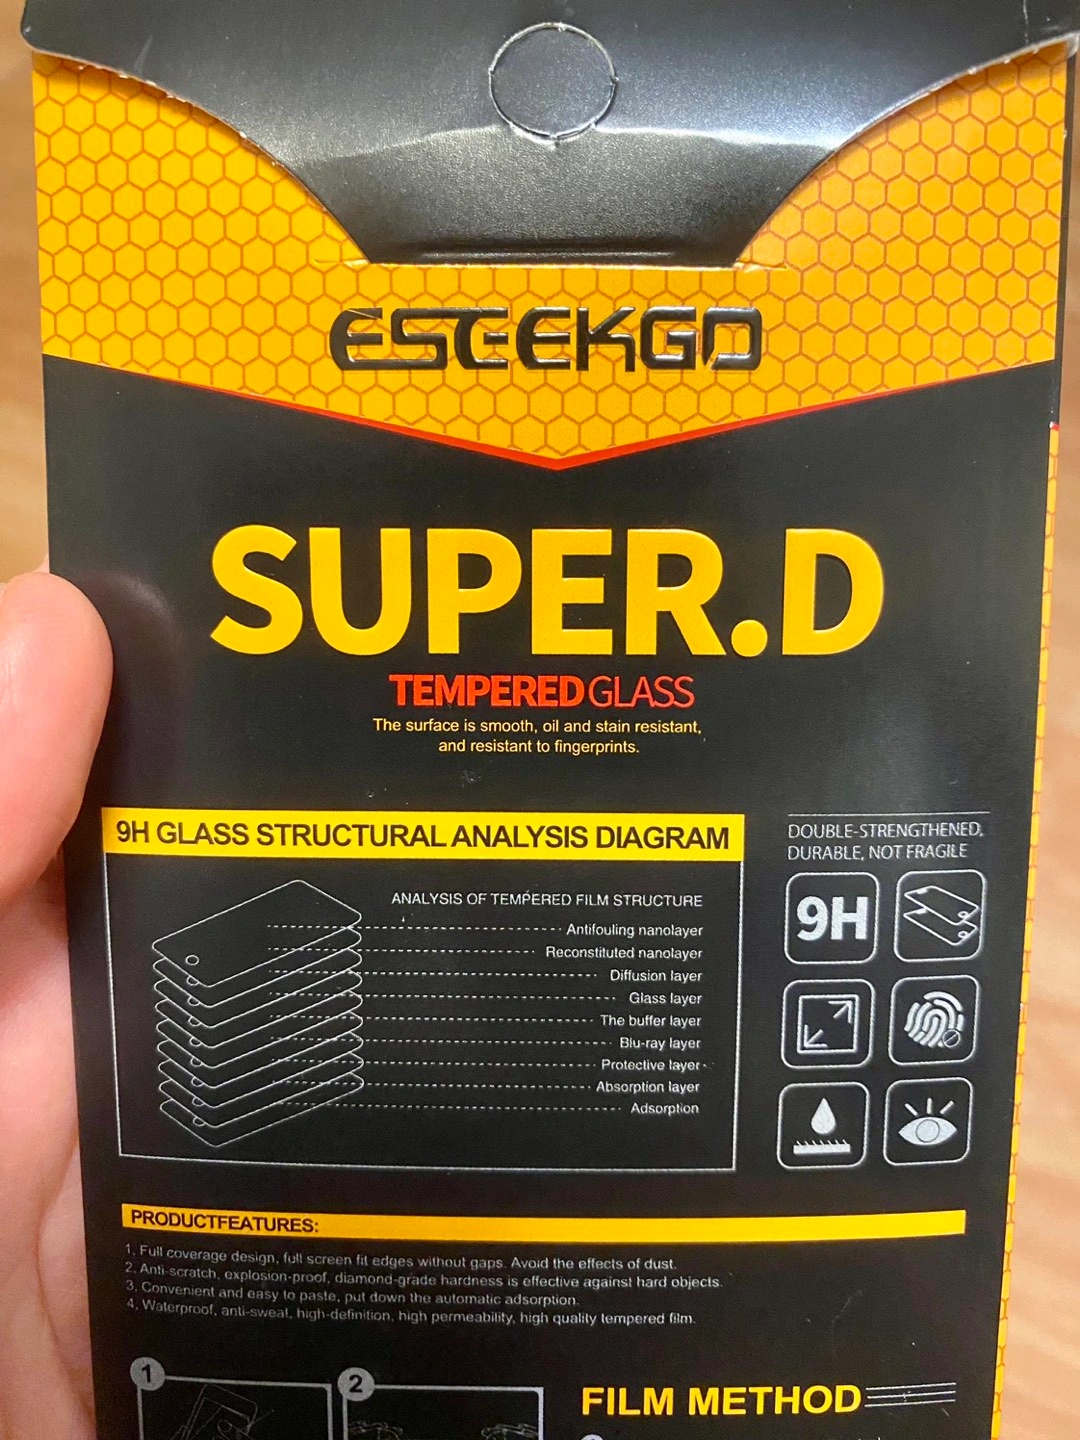 ESEEKGO
SUPER.D
TEMPERED GLASS
The surface is smooth, oil and stain resistant,
and resistant to fingerprints.
9H GLASS STRUCTURAL ANALYSIS DIAGRAM
ANALYSIS OF TEMPERED FILM STRUCTURE
Antifouling nanolayer
Reconstituted nanolayer
Diffusion layer
Glass layer
The buffer layer
Blu-ray layer
Protective layer
Absorption layer
Adsorption
DOUBLE-STRENGTHENED,
DURABLE, NOT FRAGILE
9H
PRODUCTFEATURES:
1, Full coverage design, full screen fit edges without gaps. Avoid the effects of dust.
2, Anti-scratch, explosion-proof, diamond-grade hardness is effective against hard objects.
3, Convenient and easy to paste, put down the automatic adsorption.
4, Waterproof, anti-sweat, high-definition, high permeability, high quality tempered film.
1
2
FILM METHOD